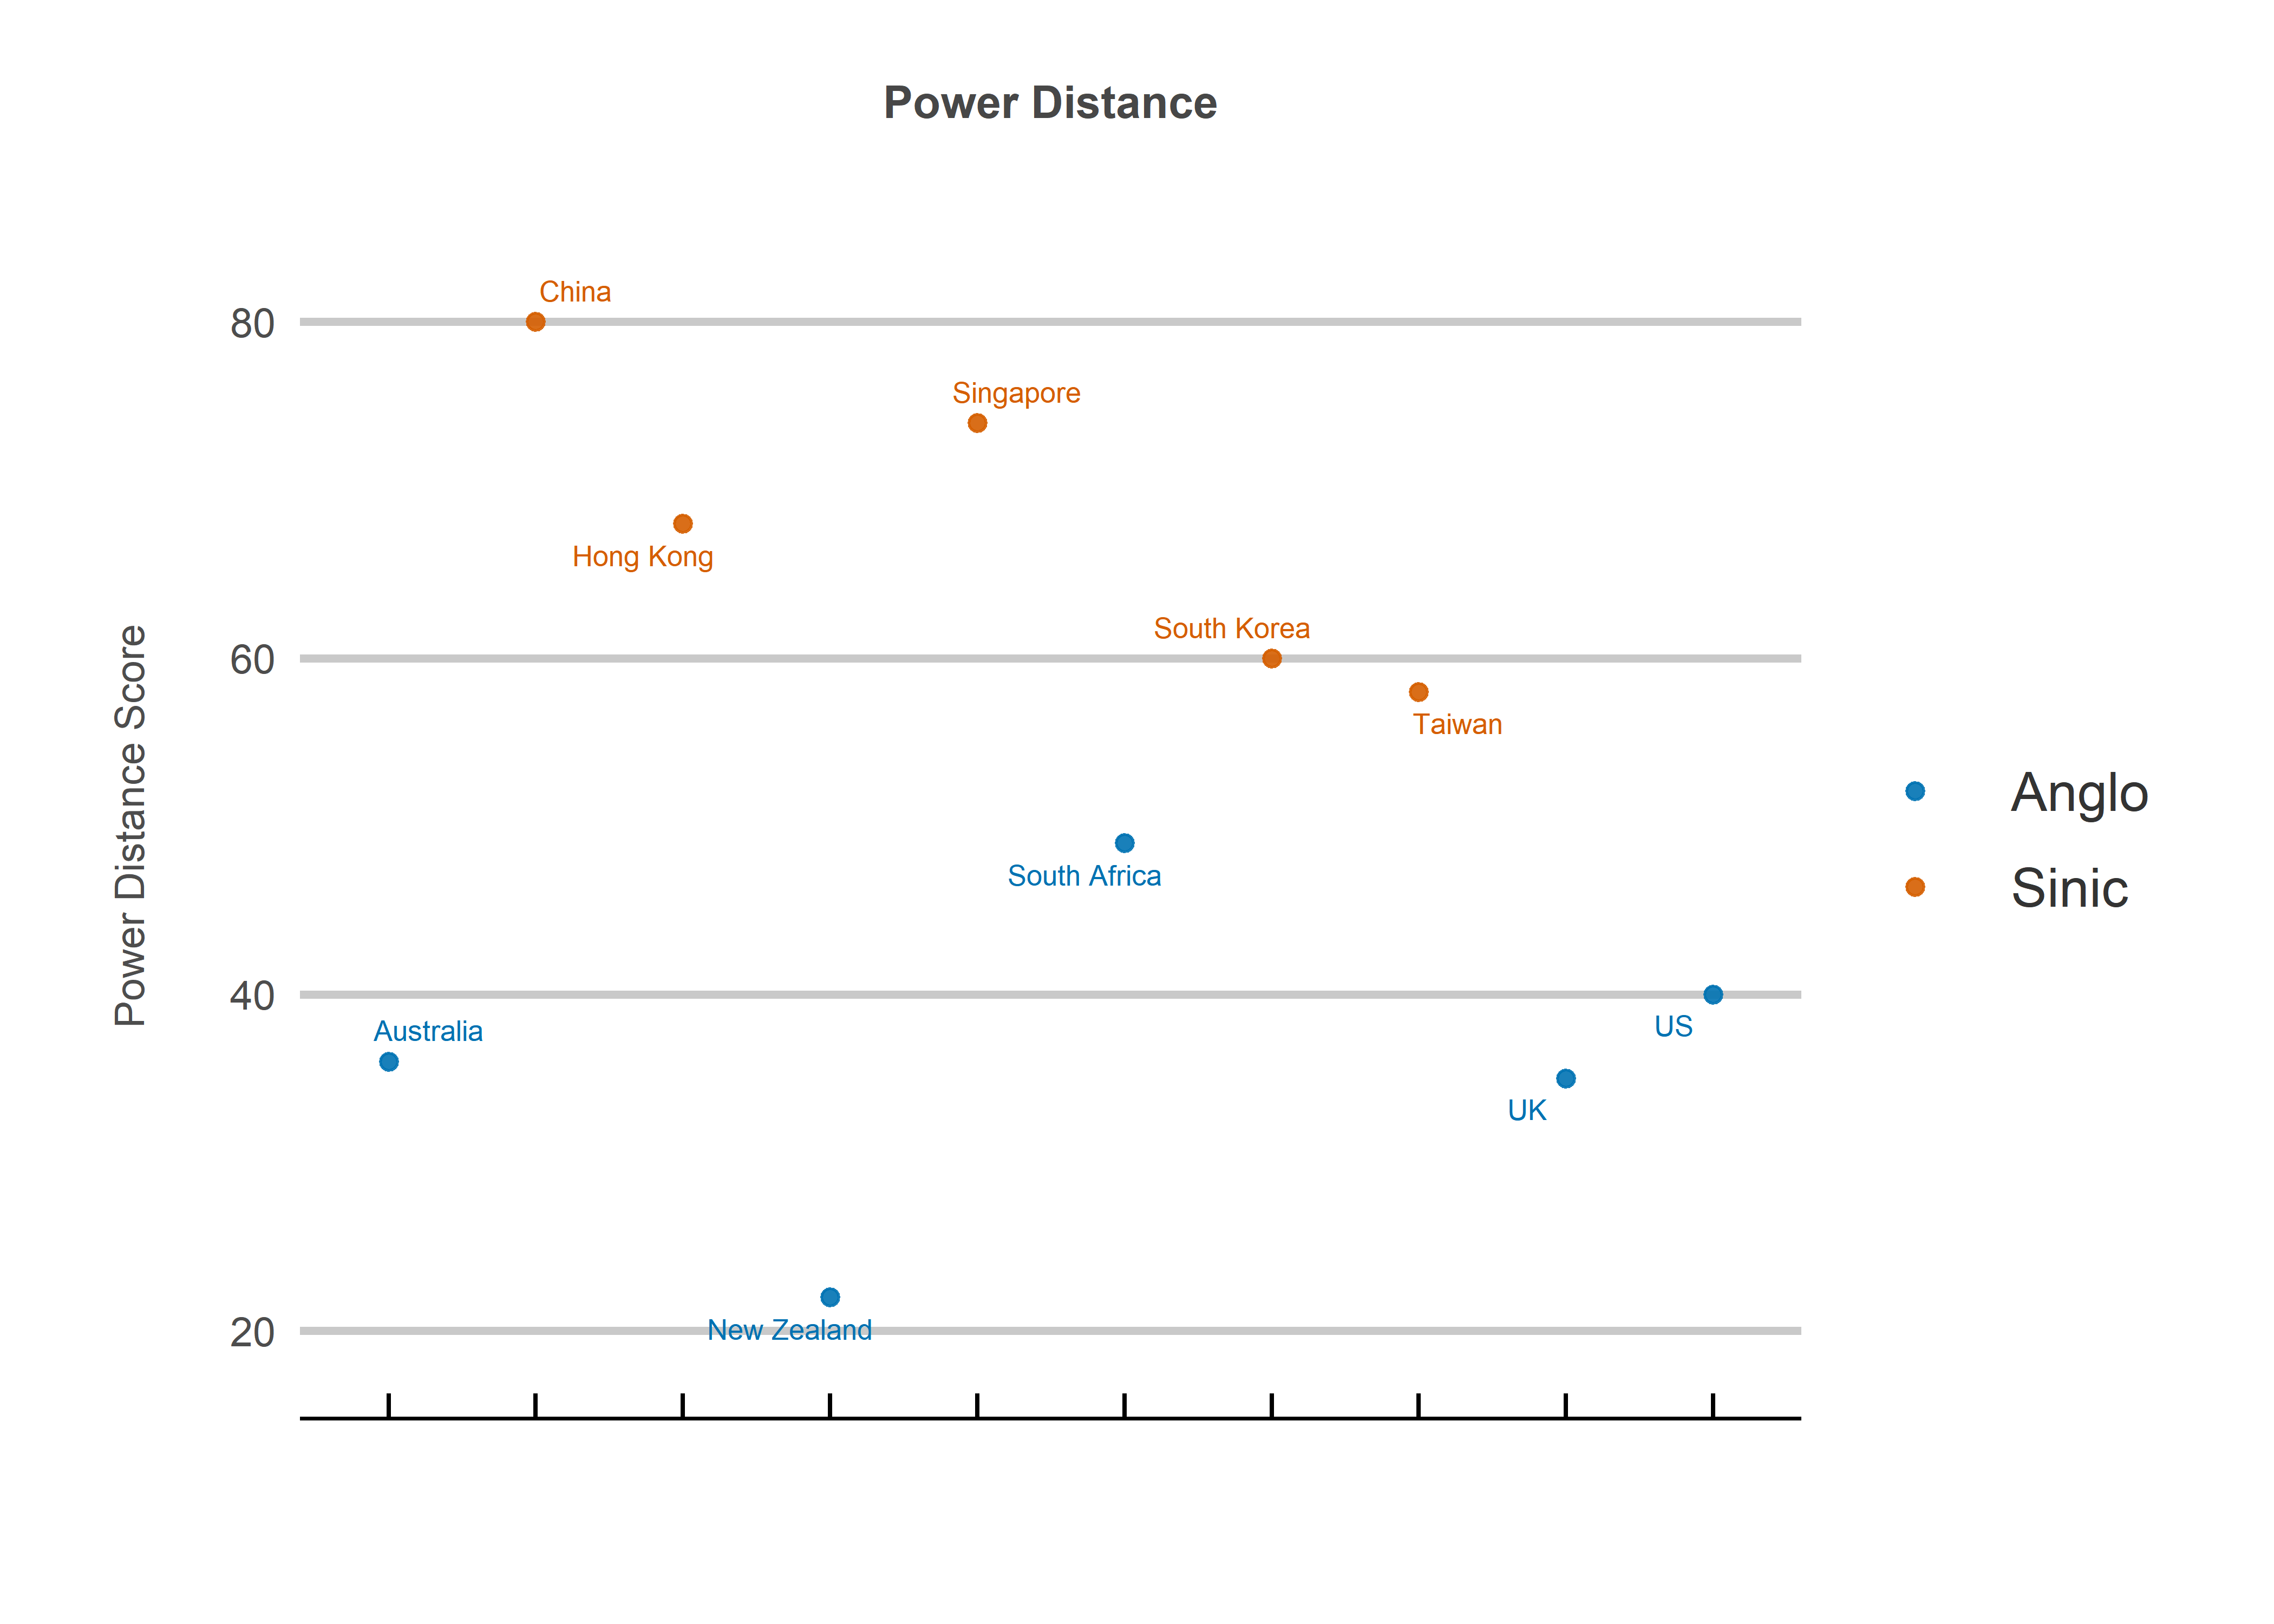 Power Distance
China
80
Singapore
Hong Kong
South Korea
60
Taiwan
Power Distance Score
Anglo
South Africa
Sinic
40
US
Australia
UK
New Zealand
20